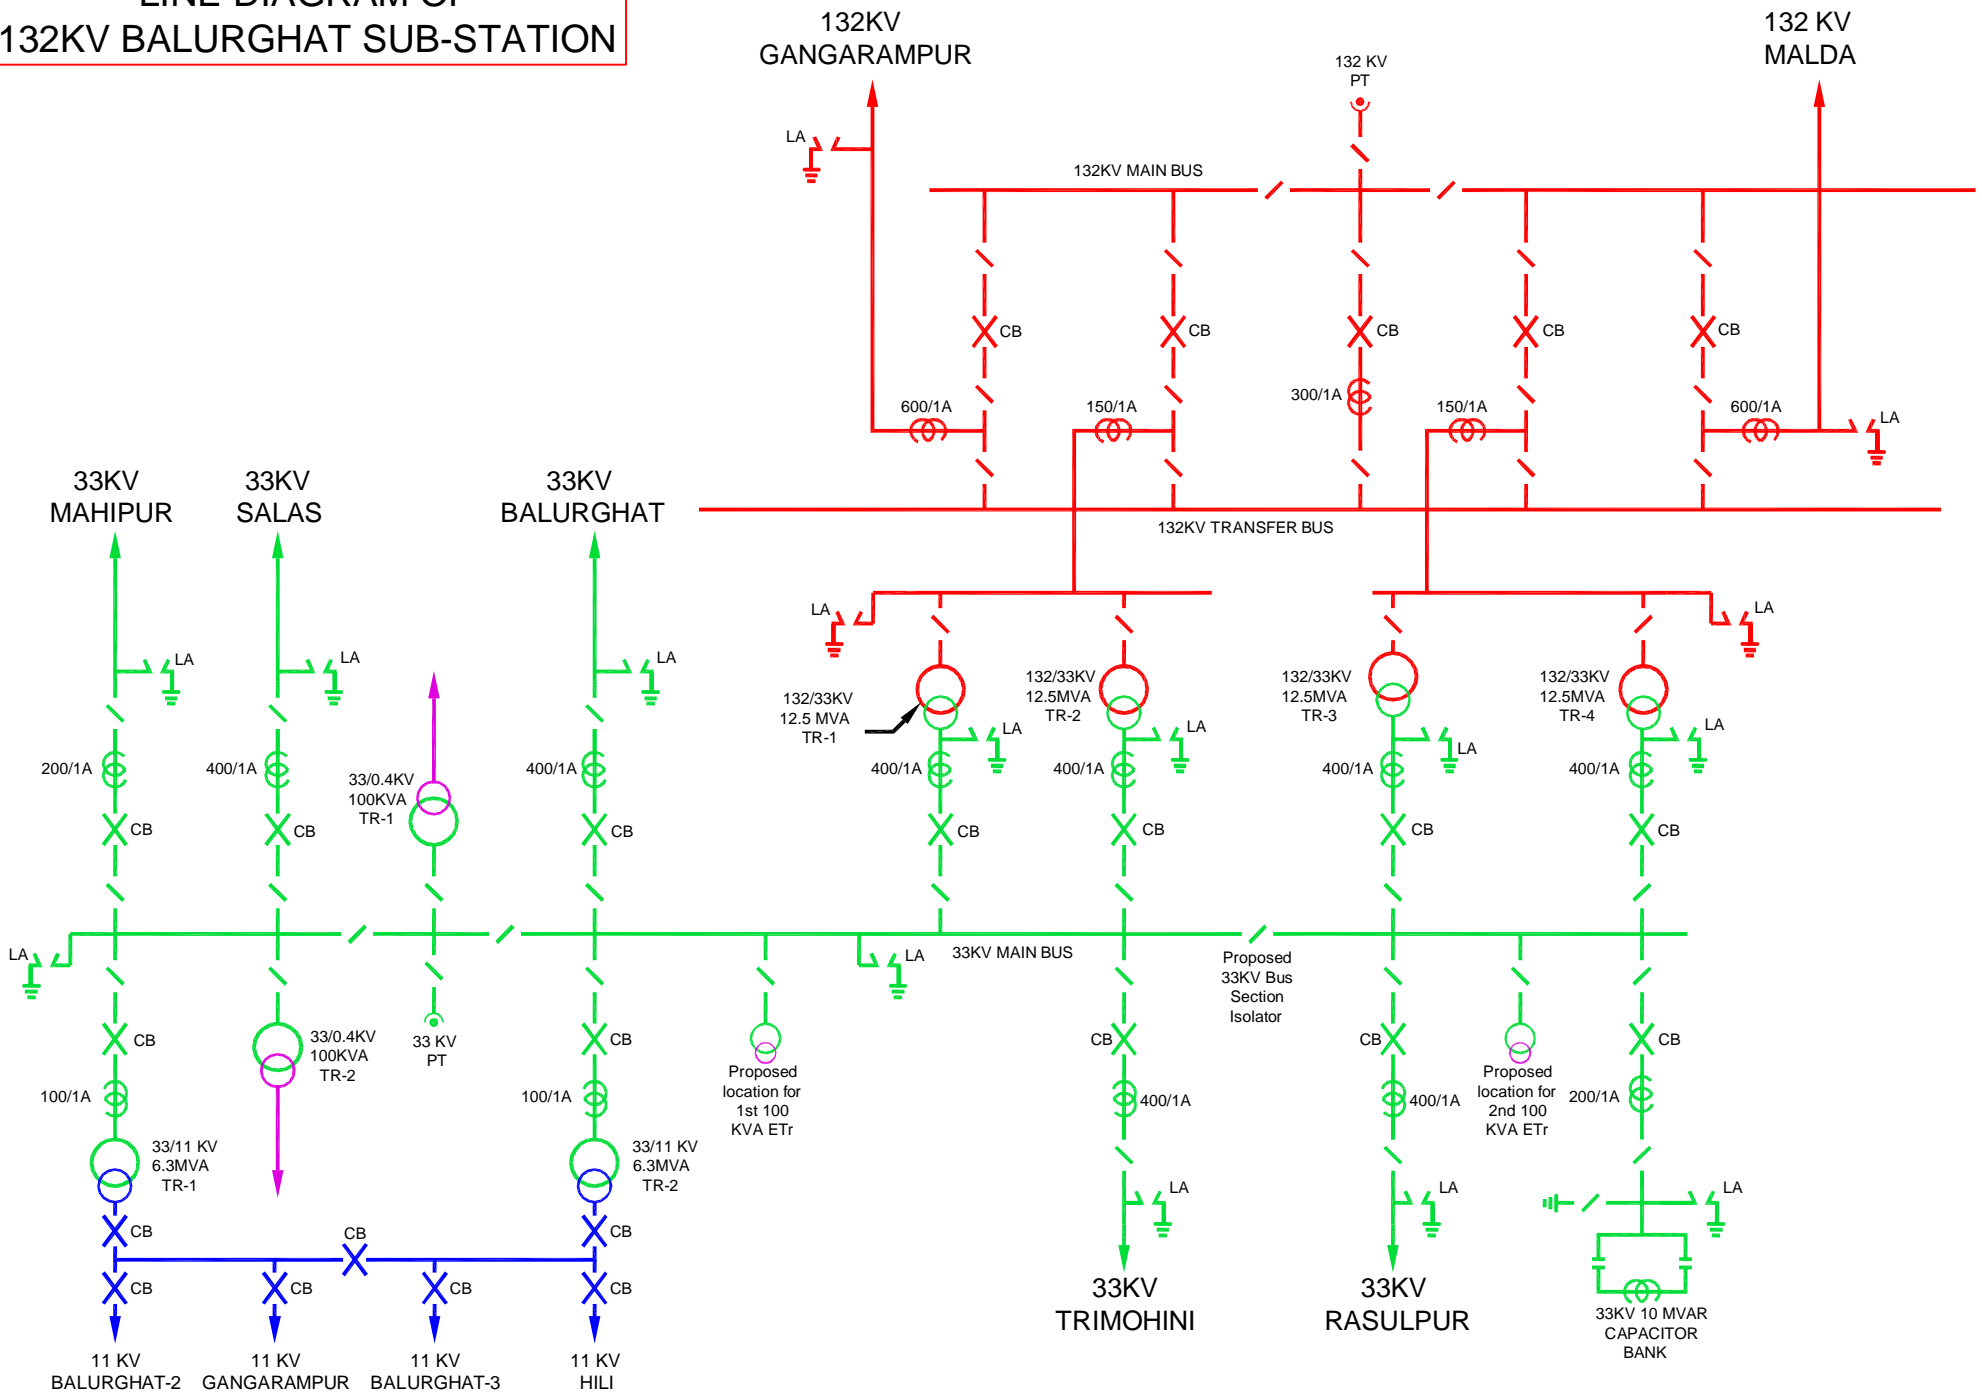 LINE DIAGRAM OF
132KV BALURGHAT SUB-STATION
132KV
GANGARAMPUR
132 KV
PT
132 KV
MALDA
LA
132KV MAIN BUS
CB
CB
CB
CB
CB
600/1A
150/1A
300/1A
150/1A
600/1A
LA
132KV TRANSFER BUS
33KV
MAHIPUR
33KV
SALAS
33KV
BALURGHAT
LA
LA
LA
LA
LA
132/33KV
12.5 MVA
TR-1
132/33KV
12.5MVA
TR-2
132/33KV
12.5MVA
TR-3
132/33KV
12.5MVA
TR-4
LA
LA
LA
LA
200/1A
400/1A
33/0.4KV
100KVA
TR-1
400/1A
400/1A
400/1A
400/1A
400/1A
CB
CB
CB
CB
CB
CB
CB
LA
LA
33KV MAIN BUS
Proposed
33KV Bus
Section
Isolator
CB
33/0.4KV
100KVA
TR-2
33 KV
PT
CB
Proposed
location for
1st 100
KVA ETr
CB
CB
Proposed
location for
2nd 100
KVA ETr
CB
100/1A
100/1A
400/1A
400/1A
200/1A
33/11 KV
6.3MVA
TR-1
33/11 KV
6.3MVA
TR-2
LA
LA
LA
CB
CB
CB
CB
CB
CB
CB
33KV
TRIMOHINI
33KV
RASULPUR
33KV 10 MVAR
CAPACITOR
BANK
11 KV
BALURGHAT-2
11 KV
GANGARAMPUR
11 KV
BALURGHAT-3
11 KV
HILI